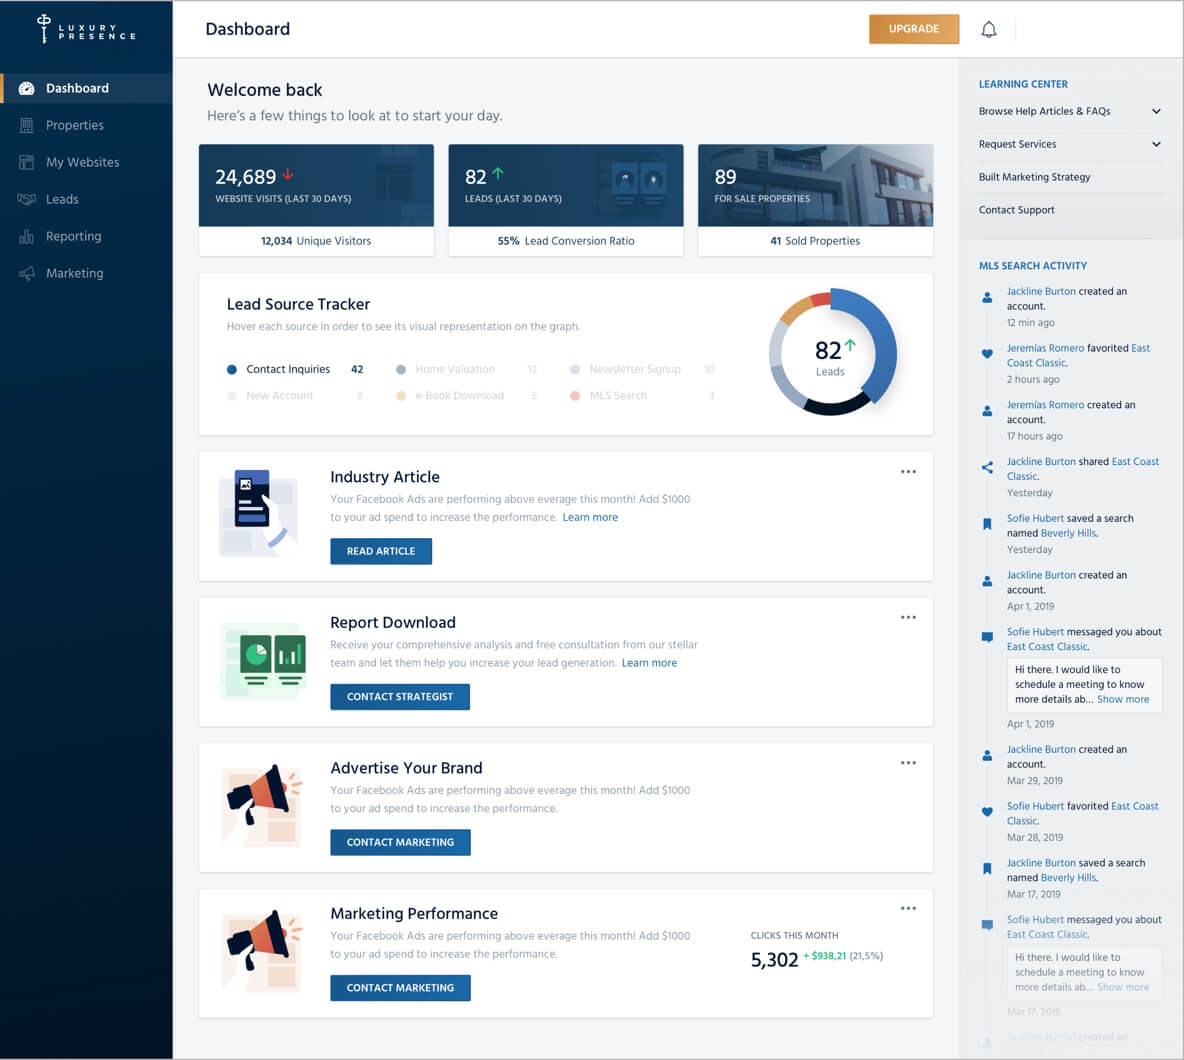 LUXURY
PRESENCE
Dashboard
Properties
My Websites
Leads
Reporting
Marketing
Dashboard
UPGRADE
Welcome back
Here's a few things to look at to start your day.
24,689
WEBSITE VISITS (LAST 30 DAYS)
12,034 Unique Visitors
82
LEADS (LAST 30 DAYS)
55% Lead Conversion Ratio
89
FOR SALE PROPERTIES
41 Sold Properties
Lead Source Tracker
Hover each source in order to see its visual representation on the graph.
Contact Inquiries 42
Home Valuation 12
Newsletter Signup 10
New Account 9
e-Book Download 5
MLS Search 3
82
Leads
Industry Article
Your Facebook Ads are performing above everage this month! Add $1000
to your ad spend to increase the performance. Learn more
READ ARTICLE
Report Download
Receive your comprehensive analysis and free consultation from our stellar
team and let them help you increase your lead generation. Learn more
CONTACT STRATEGIST
Advertise Your Brand
Your Facebook Ads are performing above everage this month! Add $1000
to your ad spend to increase the performance.
CONTACT MARKETING
Marketing Performance
Your Facebook Ads are performing above everage this month! Add $1000
to your ad spend to increase the performance.
CONTACT MARKETING
CLICKS THIS MONTH
5,302 + $938,21 (21,5%)
LEARNING CENTER
Browse Help Articles & FAQs
Request Services
Built Marketing Strategy
Contact Support
MLS SEARCH ACTIVITY
Jackline Burton created an
account.
12 min ago
Jeremías Romero favorited East
Coast Classic.
2 hours ago
Jeremías Romero created an
account.
17 hours ago
Jackline Burton shared East Coast
Classic.
Yesterday
Sofie Hubert saved a search
named Beverly Hills.
Yesterday
Jackline Burton created an
account.
Apr 1, 2019
Sofie Hubert messaged you about
East Coast Classic.
Hi there. I would like to
schedule a meeting to know
more details ab... Show more
Apr 1, 2019
Jackline Burton created an
account.
Mar 29, 2019
Sofie Hubert favorited East Coast
Classic.
Mar 28, 2019
Jackline Burton saved a search
named Beverly Hills.
Mar 17, 2019
Sofie Hubert messaged you about
East Coast Classic.
Hi there. I would like to
schedule a meeting to know
more details ab... Show more
Mar 17, 2019
Jackline Burton created an